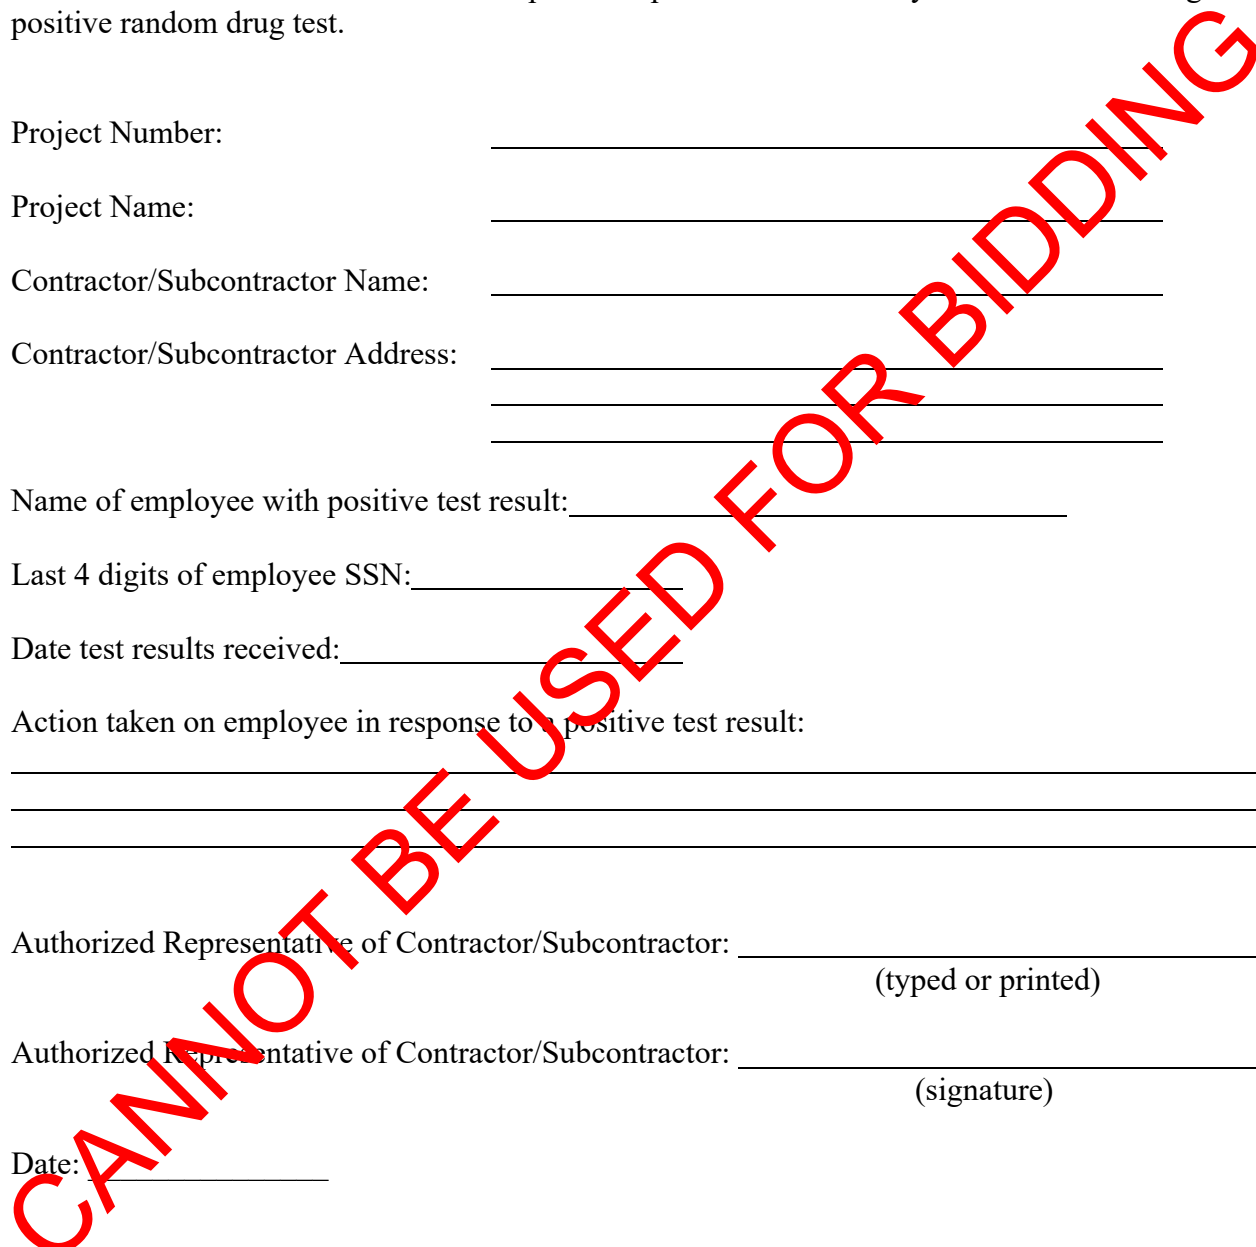 positive random drug test.
Project Number:
Project Name:
Contractor/Subcontractor Name:
Contractor/Subcontractor Address:
Name of employee with positive test result:
Last 4 digits of employee SSN:
Date test results received:
Action taken on employee in response to a positive test result:
Authorized Representative of Contractor/Subcontractor:
(typed or printed)
Authorized Representative of Contractor/Subcontractor:
(signature)
Date:
CANNOT BE USED FOR BIDDING